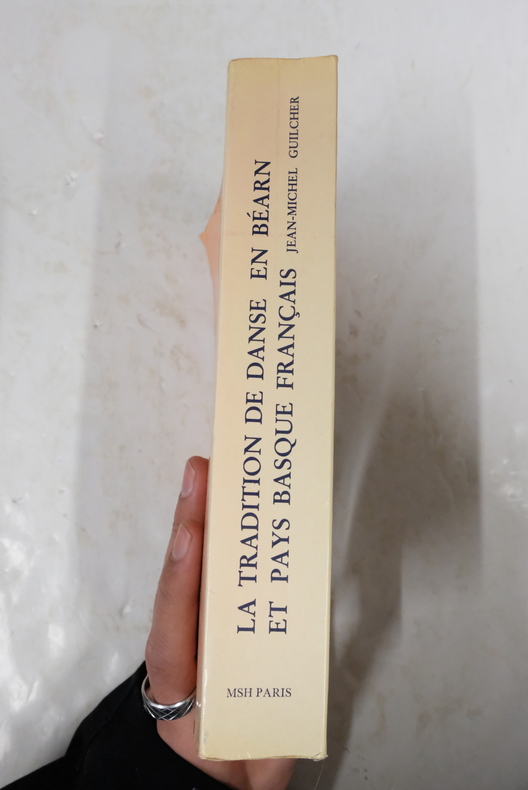 LA TRADITION DE DANSE EN BÉARN
ET PAYS BASQUE FRANÇAIS JEAN-MICHEL GUILCHER
MSH PARIS